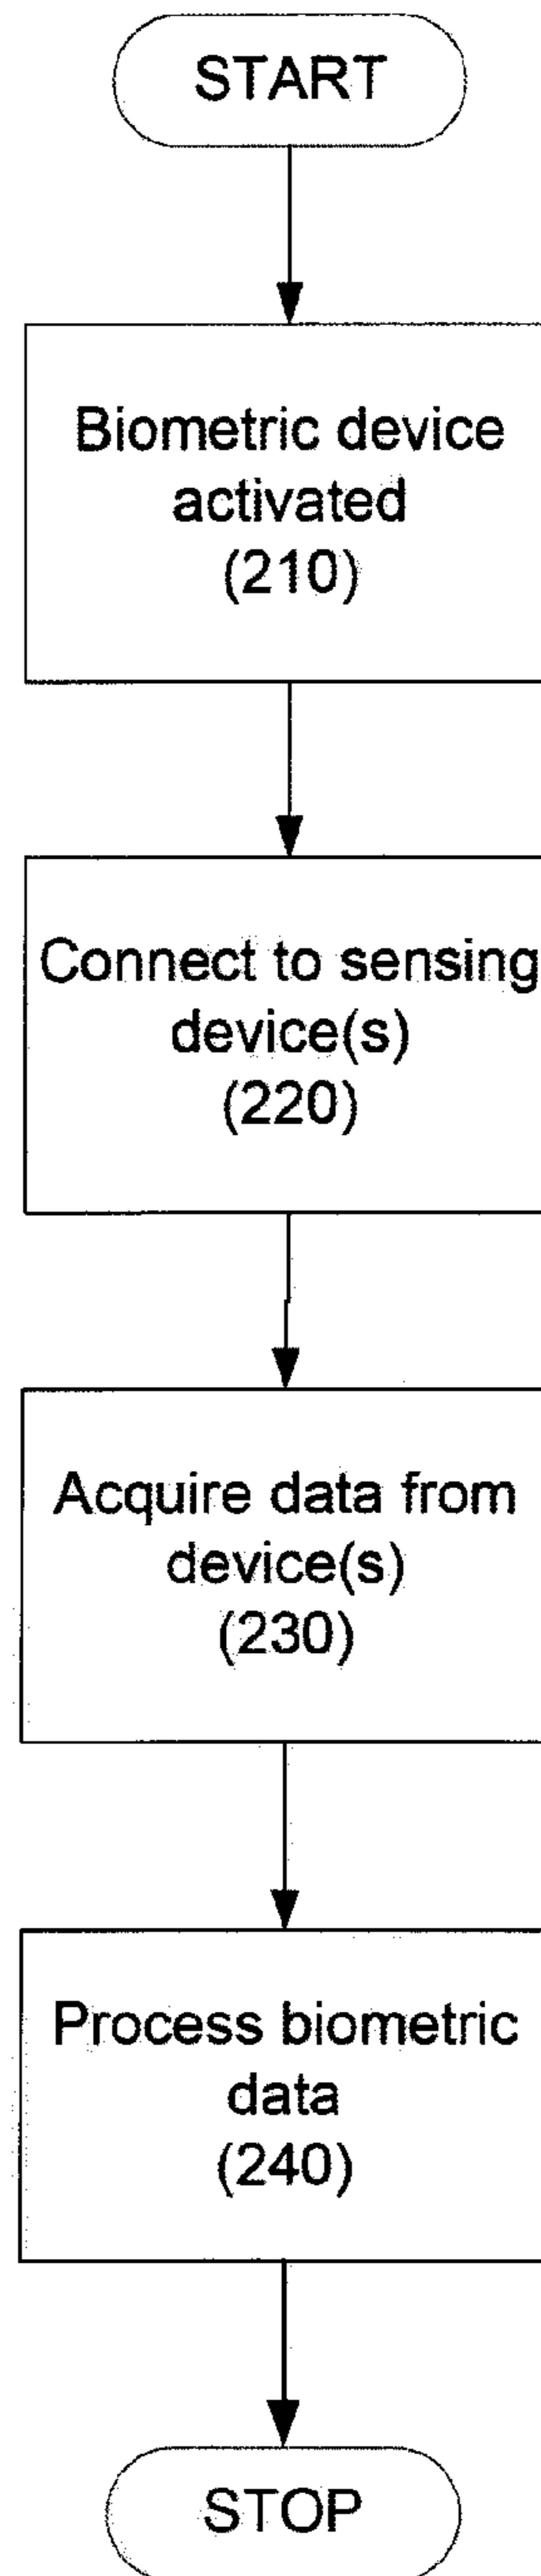 START
Biometric device
activated
(210)
Connect to sensing
device(s)
(220)
Acquire data from
device(s)
(230)
Process biometric
data
(240)
STOP